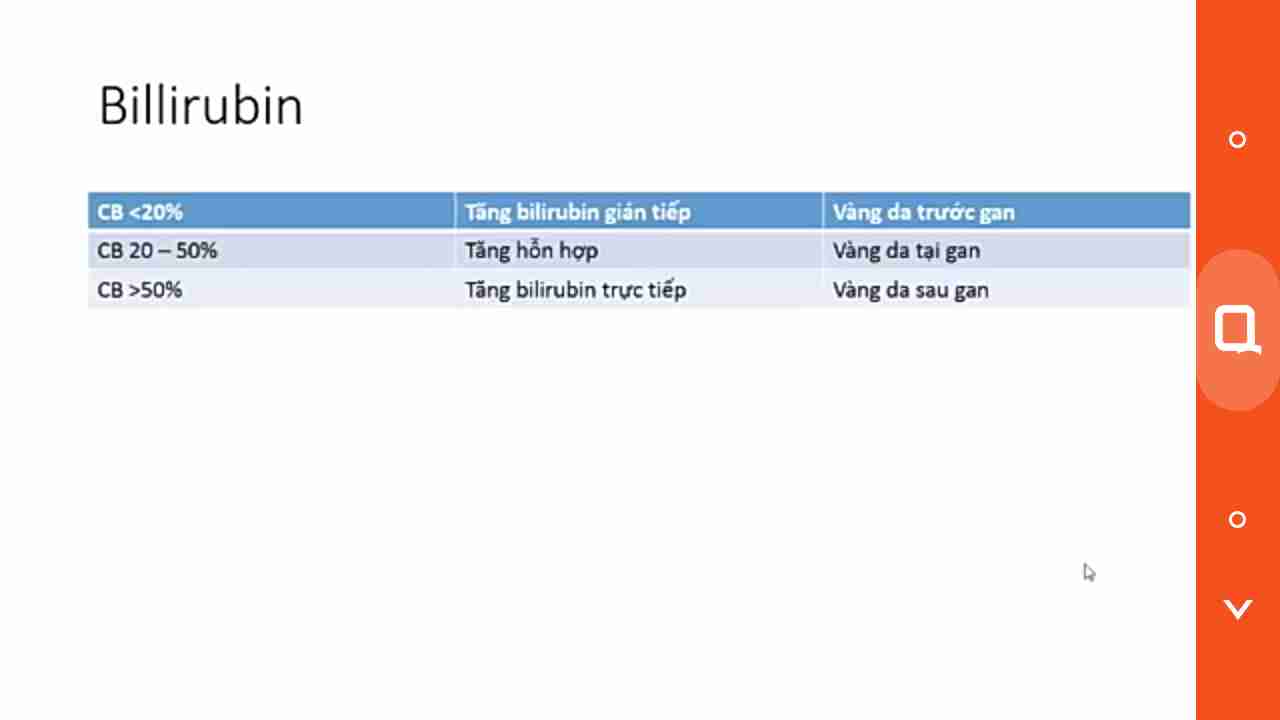 Billirubin
CB <20% Tăng bilirubin gián tiếp Vàng da trước gan
CB 20 – 50% Tăng hỗn hợp Vàng da tại gan
CB >50% Tăng bilirubin trực tiếp Vàng da sau gan